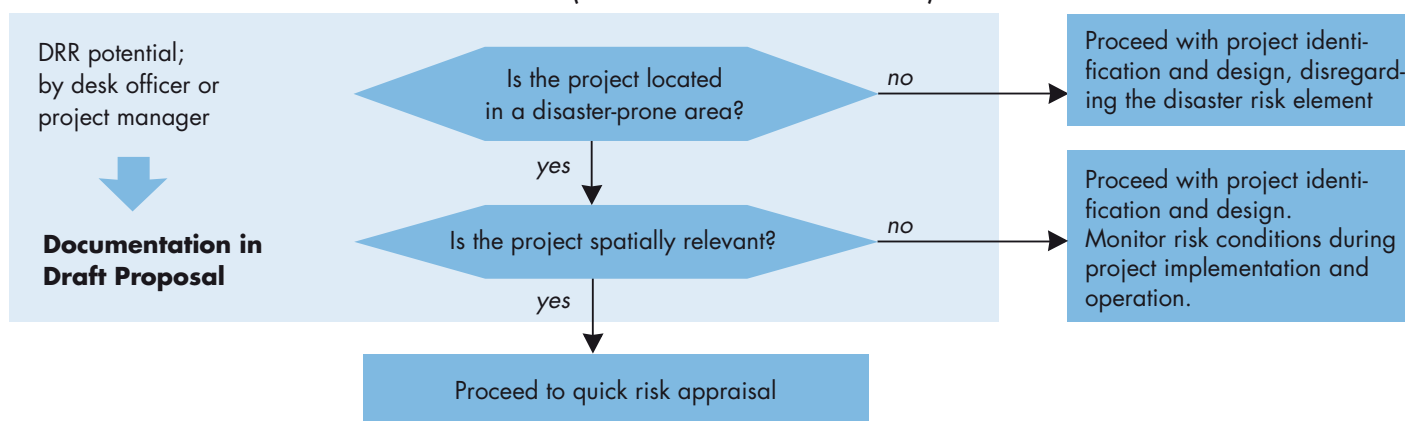 DRR potential;
by desk officer or
project manager
Documentation in
Draft Proposal
Is the project located
in a disaster-prone area?
no
Proceed with project identi-
fication and design, disregard-
ing the disaster risk element
yes
Is the project spatially relevant?
no
Proceed with project identi-
fication and design.
Monitor risk conditions during
project implementation and
operation.
yes
Proceed to quick risk appraisal